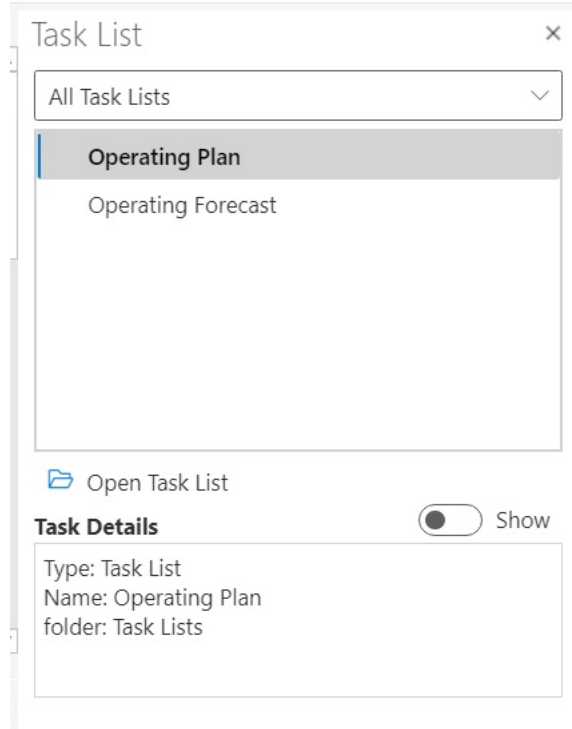 Task List
All Task Lists
Operating Plan
Operating Forecast
Open Task List
Task Details
Show
Type: Task List
Name: Operating Plan
folder: Task Lists